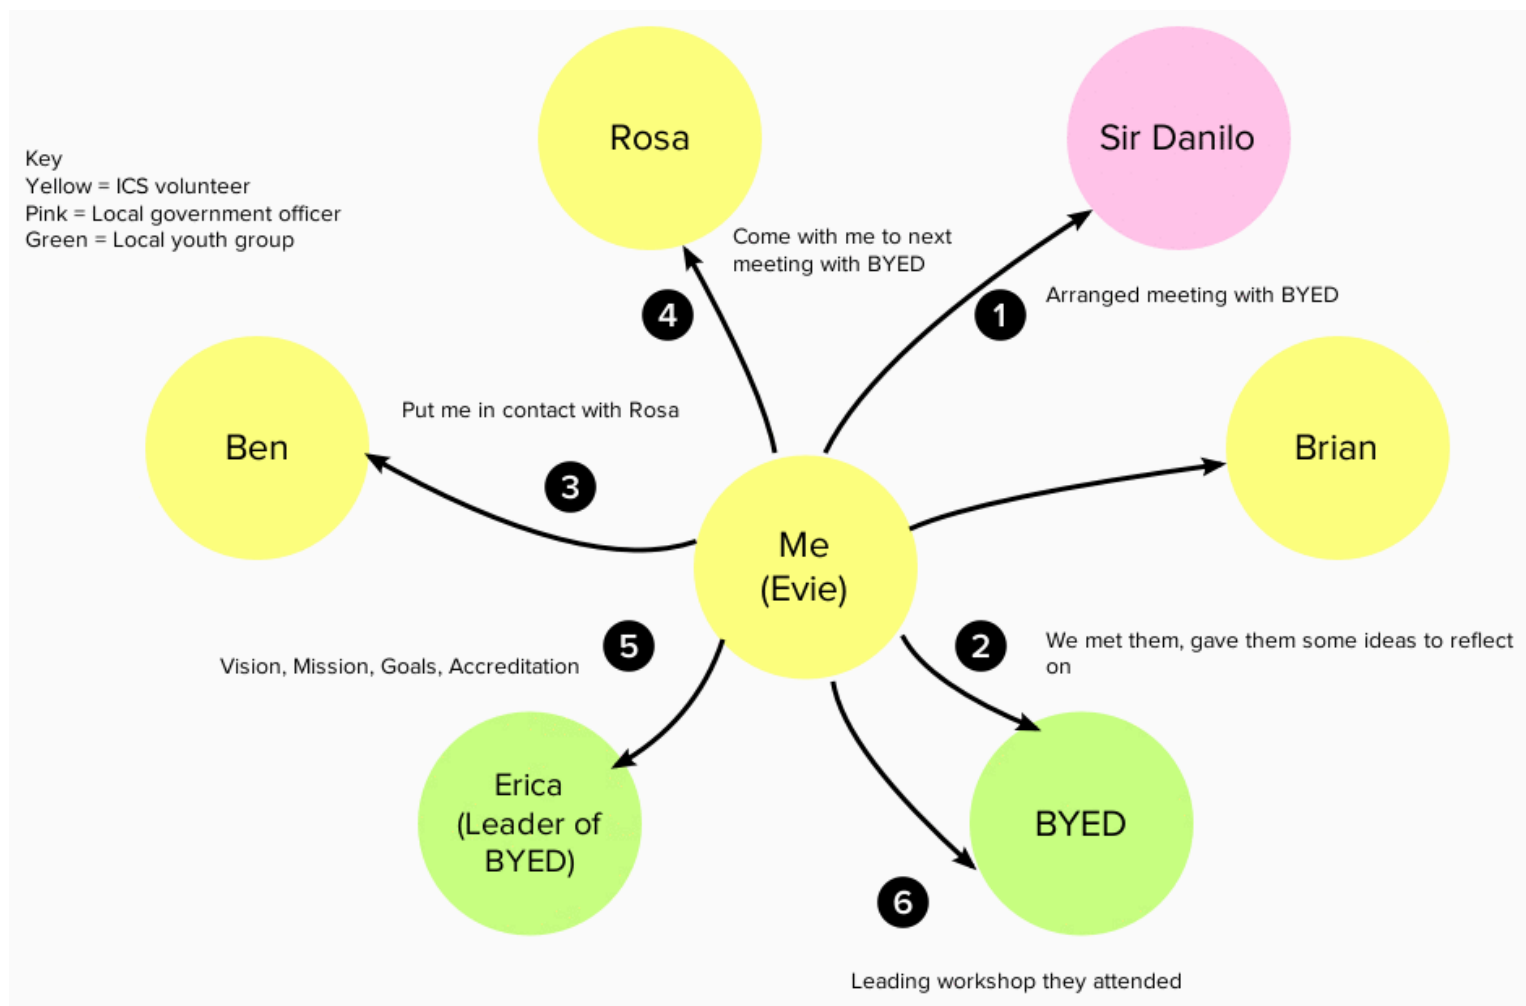 Rosa
Sir Danilo
Key
Yellow = ICS volunteer
Pink = Local government officer
Green = Local youth group
Come with me to next
meeting with BYED
4
1
Arranged meeting with BYED
Ben
Put me in contact with Rosa
Brian
3
Me
(Evie)
5
Vision, Mission, Goals, Accreditation
2
We met them, gave them some ideas to reflect
on
Erica
(Leader of
BYED)
BYED
6
Leading workshop they attended